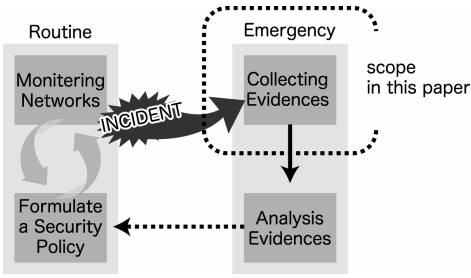 Routine
Emergency
Monitering
Networks
INCIDENT
Collecting
Evidences
scope
in this paper
Formulate
a Security
Policy
Analysis
Evidences